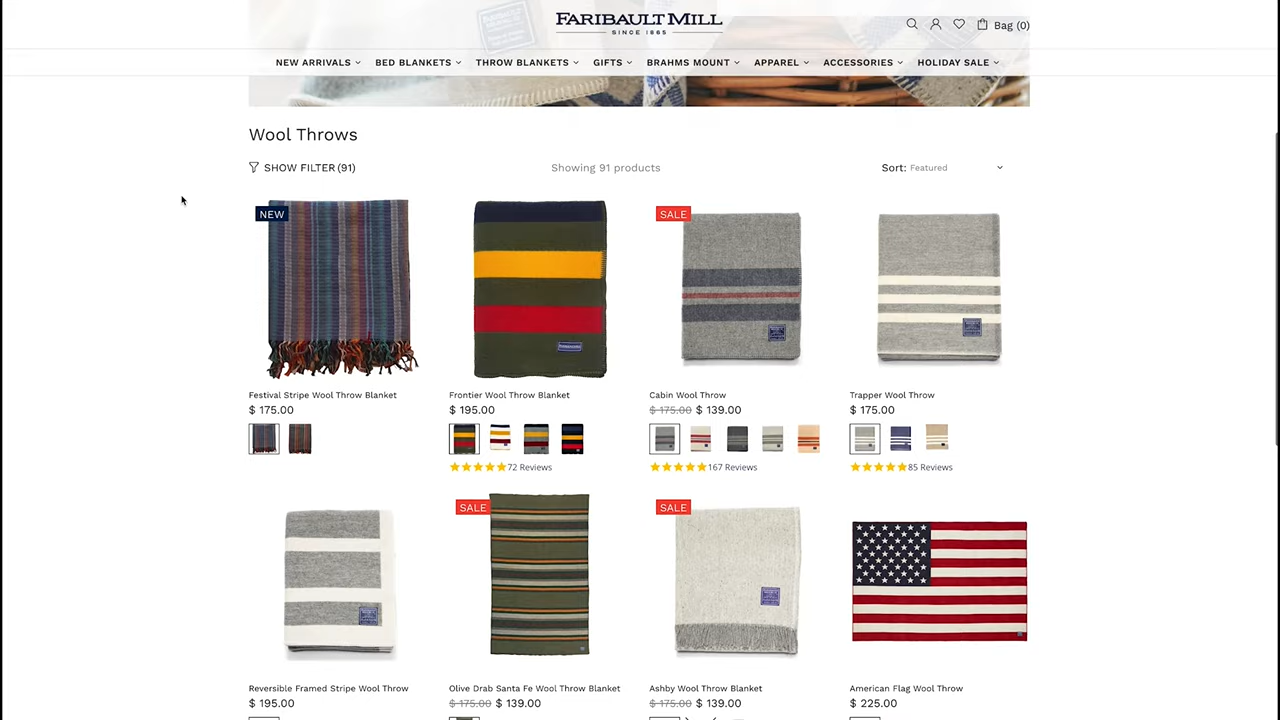 FARIBAULT MILL
SINCE 1865
Bag (0)
NEW ARRIVALS
BED BLANKETS
THROW BLANKETS
GIFTS
BRAHMS MOUNT
APPAREL
ACCESSORIES
HOLIDAY SALE
Wool Throws
SHOW FILTER (91)
Showing 91 products
Sort: Featured
NEW
SALE
Festival Stripe Wool Throw Blanket
Frontier Wool Throw Blanket
Cabin Wool Throw
Trapper Wool Throw
$ 175.00
$ 195.00
$ 175.00 $ 139.00
$ 175.00
72 Reviews
167 Reviews
85 Reviews
SALE
SALE
Reversible Framed Stripe Wool Throw
Olive Drab Santa Fe Wool Throw Blanket
Ashby Wool Throw Blanket
American Flag Wool Throw
$ 195.00
$ 175.00 $ 139.00
$ 175.00 $ 139.00
$ 225.00